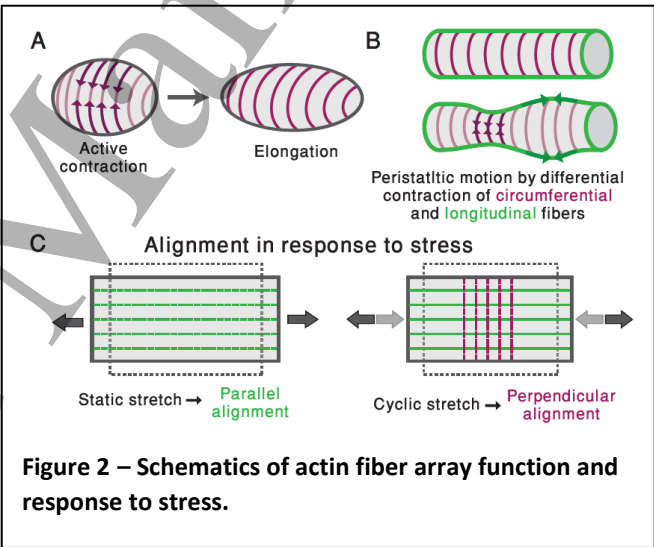 A
B
Active
contraction
Elongation
Peristatltic motion by differential
contraction of circumferential
and longitudinal fibers
C Alignment in response to stress
Static stretch → Parallel
alignment
Cyclic stretch → Perpendicular
alignment
Figure 2 – Schematics of actin fiber array function and
response to stress.